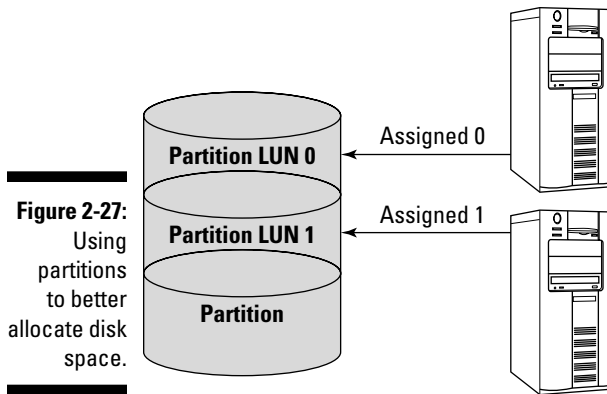 Partition LUN 0
Assigned 0
Partition LUN 1
Assigned 1
Partition
Figure 2-27:
Using
partitions
to better
allocate disk
space.